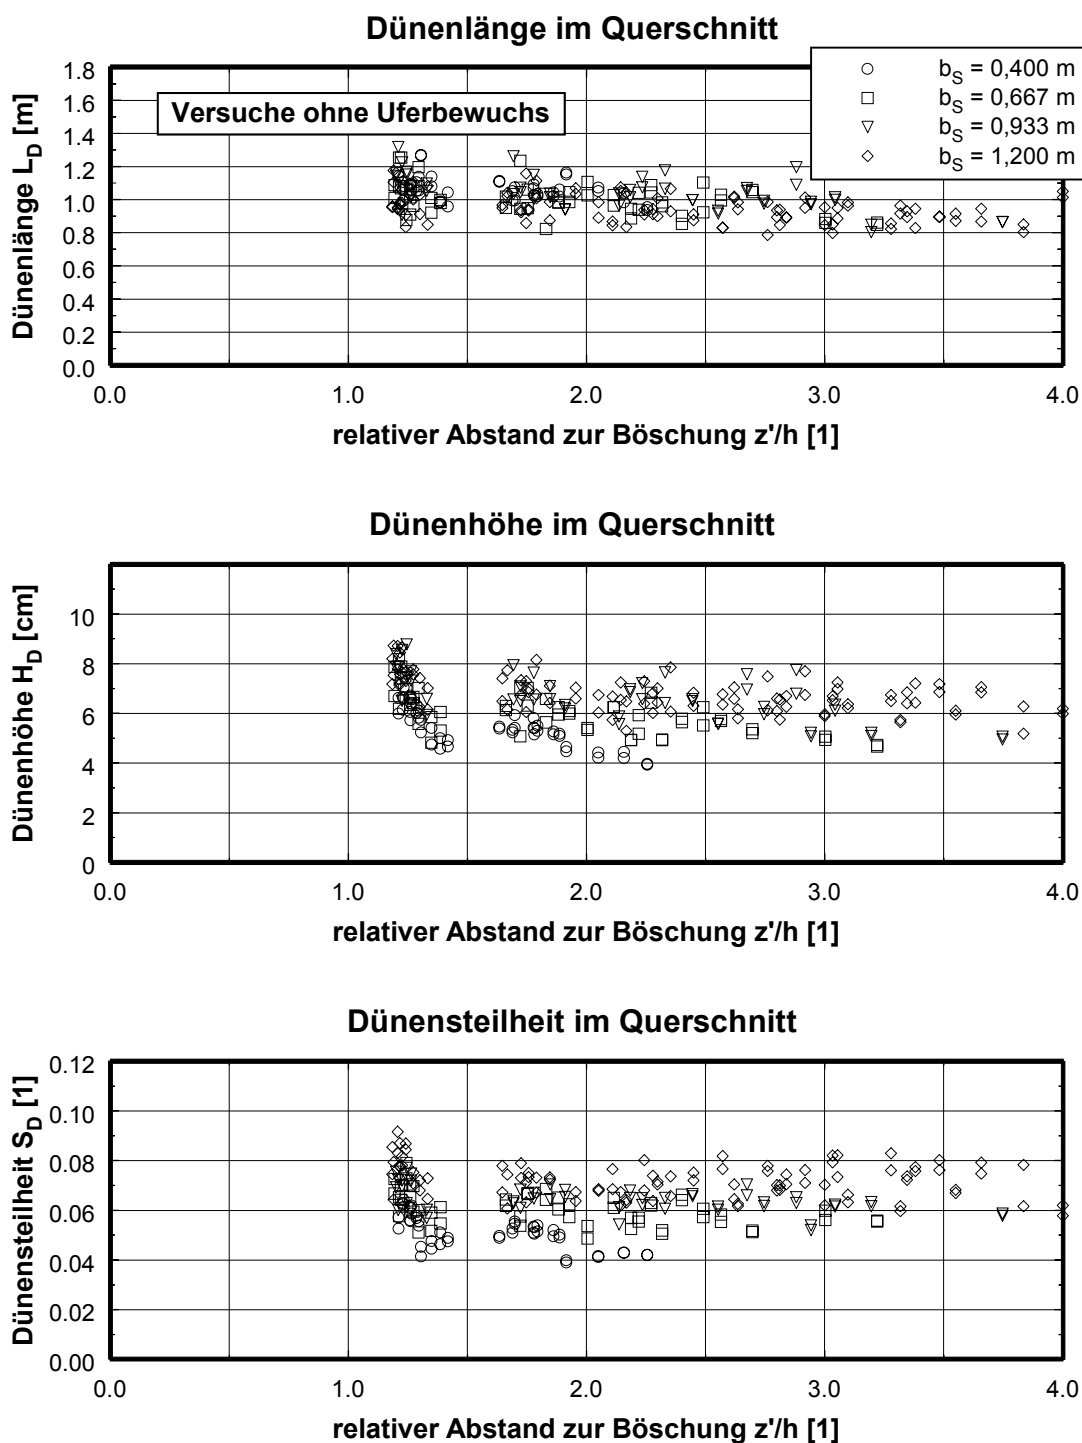 Dünenlänge im Querschnitt
b_S = 0,400 m
b_S = 0,667 m
b_S = 0,933 m
b_S = 1,200 m
Versuche ohne Uferbewuchs
Dünenlänge L_D [m]
1.8
1.6
1.4
1.2
1.0
0.8
0.6
0.4
0.2
0.0
0.0 1.0 2.0 3.0 4.0
relativer Abstand zur Böschung z'/h [1]
Dünenhöhe im Querschnitt
Dünenhöhe H_D [cm]
10
8
6
4
2
0
0.0 1.0 2.0 3.0 4.0
relativer Abstand zur Böschung z'/h [1]
Dünensteilheit im Querschnitt
Dünensteilheit S_D [1]
0.12
0.10
0.08
0.06
0.04
0.02
0.00
0.0 1.0 2.0 3.0 4.0
relativer Abstand zur Böschung z'/h [1]